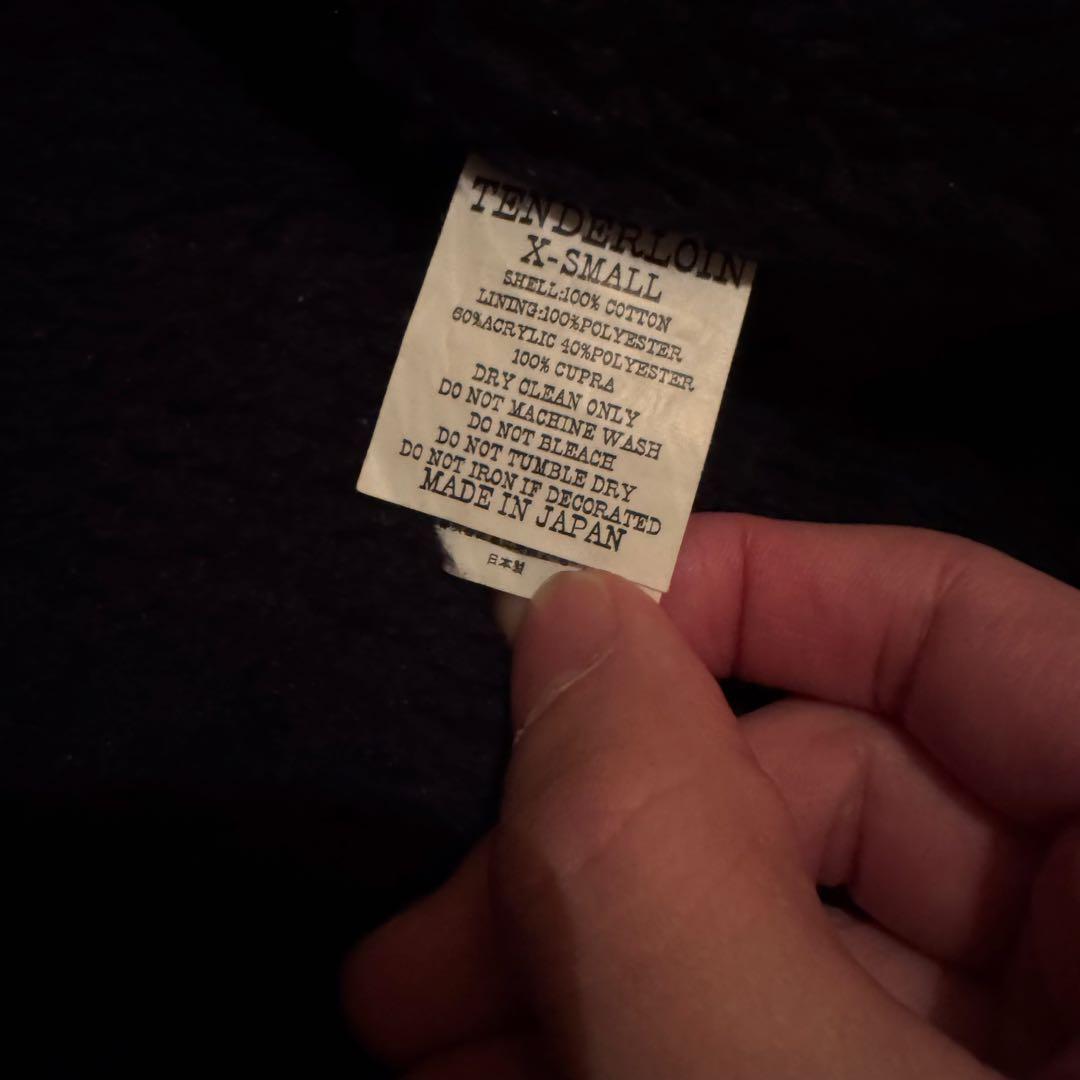 TENDERLOIN
X-SMALL
SHELL:100% COTTON
LINING:100%POLYESTER
60%ACRYLIC 40%POLYESTER
100% CUPRA
DRY CLEAN ONLY
DO NOT MACHINE WASH
DO NOT BLEACH
DO NOT TUMBLE DRY
DO NOT IRON IF DECORATED
MADE IN JAPAN
日本製